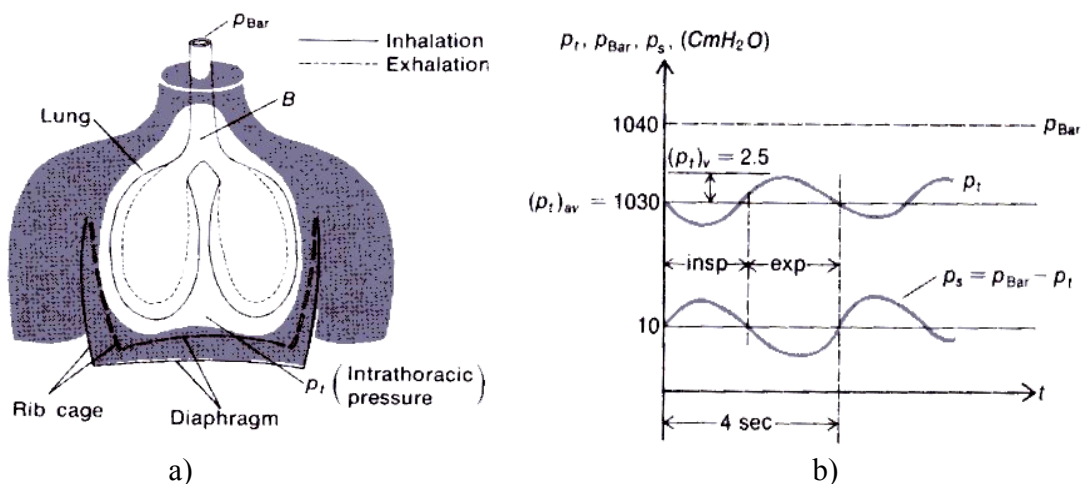 p_Bar
Inhalation
Exhalation
B
Lung
Rib cage
Diaphragm
p_t (Intrathoracic pressure)
a)
p_t, p_Bar, p_s, (CmH₂O)
1040
p_Bar
(p_t)_v = 2.5
p_t
(p_t)_av = 1030
insp
exp
p_s = p_Bar − p_t
10
t
4 sec
b)